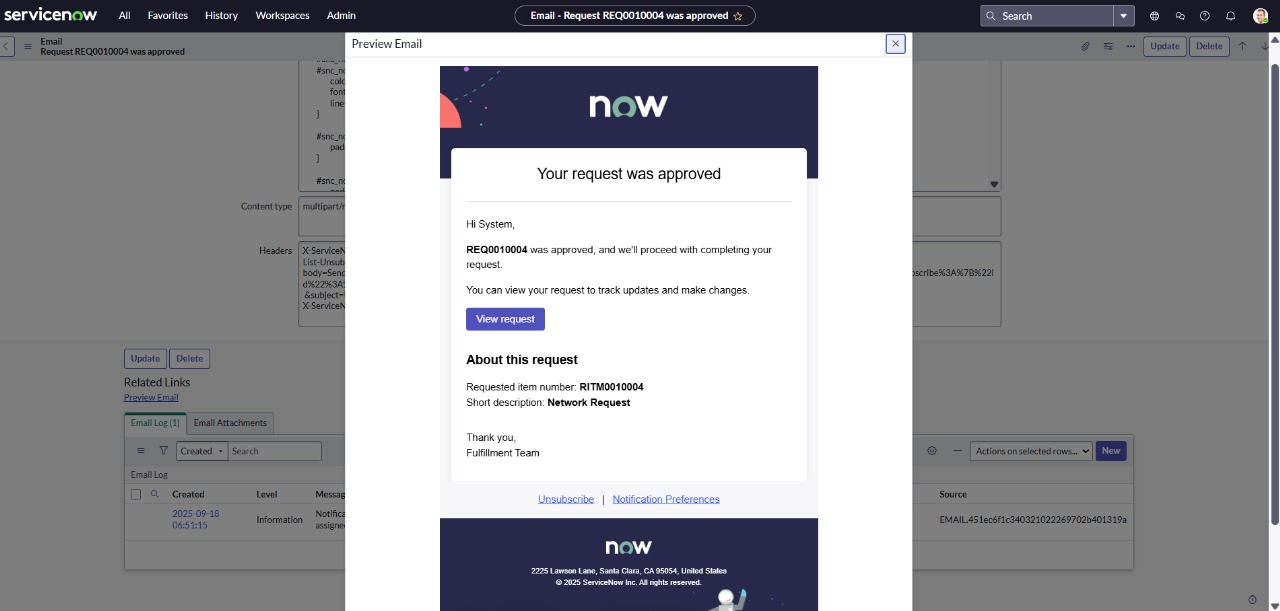 servicenow
All
Favorites
History
Workspaces
Admin
Email - Request REQ0010004 was approved
Search
Email
Request REQ0010004 was approved
Update
Delete
Preview Email
#snc_no
colo
font
line
]
#snc_no
pad
]
#snc_no
Content type
multipart/r
Headers
X-ServiceN
List-Unsub
body=Send
d%22%3A
&subject=
X-ServiceN
scribe%3A%7B%22i
now
Your request was approved
Hi System,
REQ0010004 was approved, and we'll proceed with completing your
request.
You can view your request to track updates and make changes.
View request
About this request
Requested item number: RITM0010004
Short description: Network Request
Thank you,
Fulfillment Team
Unsubscribe | Notification Preferences
now
2225 Lawson Lane, Santa Clara, CA 95054, United States
© 2025 ServiceNow Inc. All rights reserved.
Update
Delete
Related Links
Preview Email
Email Log (1)
Email Attachments
Created
Search
Actions on selected rows...
New
Email Log
Created
Level
Messag
Source
2025-09-18
06:51:15
Information
Notifica
assigne
EMAIL.451ec6f1c340321022269702b401319a